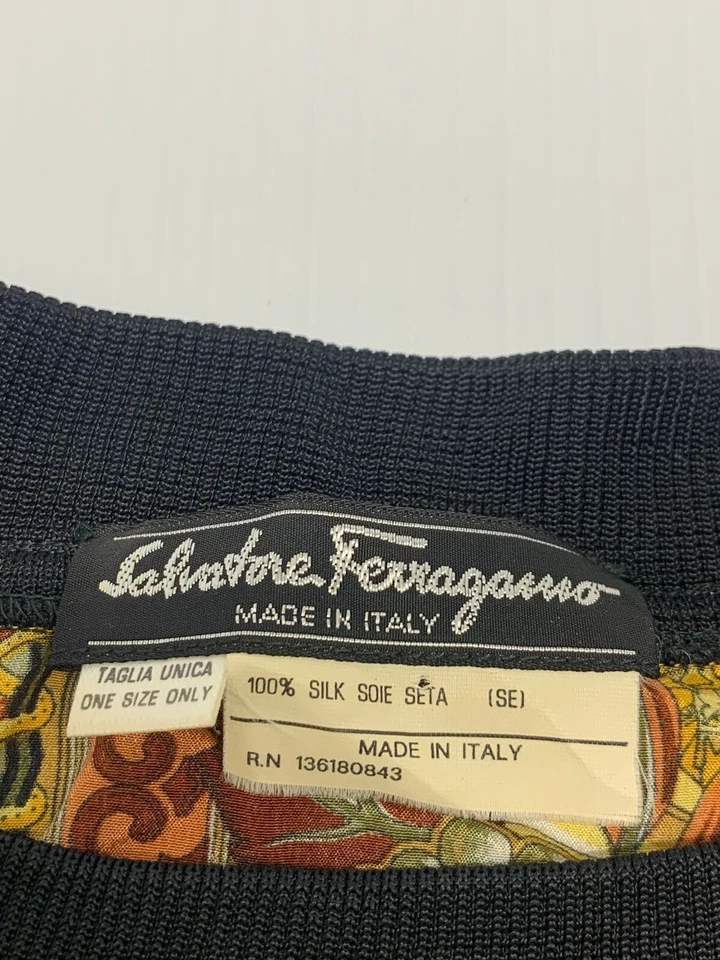 Salvatore Ferragamo
MADE IN ITALY
TAGLIA UNICA
ONE SIZE ONLY
100% SILK SOIE SETA (SE)
MADE IN ITALY
R.N 136180843